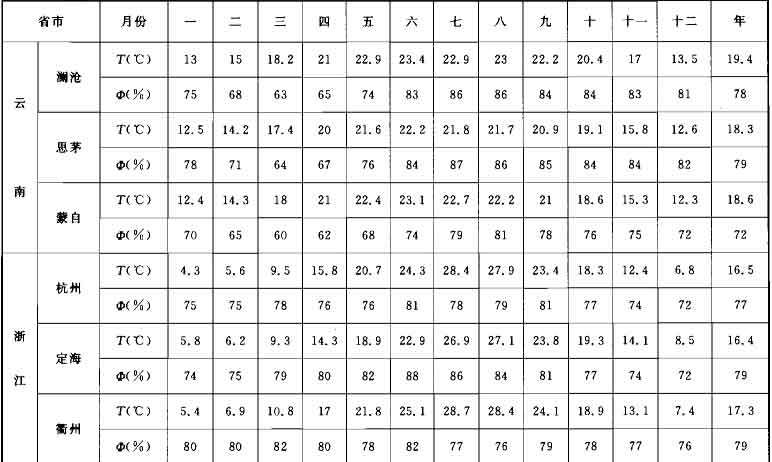 省市 月份 一 二 三 四 五 六 七 八 九 十 十一 十二 年
云南 澜沧 T(℃) 13 15 18.2 21 22.9 23.4 22.9 23 22.2 20.4 17 13.5 19.4
Φ(%) 75 68 63 65 74 83 86 86 84 84 83 81 78
思茅 T(℃) 12.5 14.2 17.4 20 21.6 22.2 21.8 21.7 20.9 19.1 15.8 12.6 18.3
Φ(%) 78 71 64 67 76 84 87 86 85 84 84 82 79
蒙自 T(℃) 12.4 14.3 18 21 22.4 23.1 22.7 22.2 21 18.6 15.3 12.3 18.6
Φ(%) 70 65 60 62 68 74 79 81 78 76 75 72 72
浙江 杭州 T(℃) 4.3 5.6 9.5 15.8 20.7 24.3 28.4 27.9 23.4 18.3 12.4 6.8 16.5
Φ(%) 75 75 78 76 76 81 78 79 81 77 74 72 77
定海 T(℃) 5.8 6.2 9.3 14.3 18.9 22.9 26.9 27.1 23.8 19.3 14.1 8.5 16.4
Φ(%) 74 75 79 80 82 88 86 84 81 77 74 72 79
衢州 T(℃) 5.4 6.9 10.8 17 21.8 25.1 28.7 28.4 24.1 18.9 13.1 7.4 17.3
Φ(%) 80 80 82 80 78 82 77 76 79 78 77 76 79